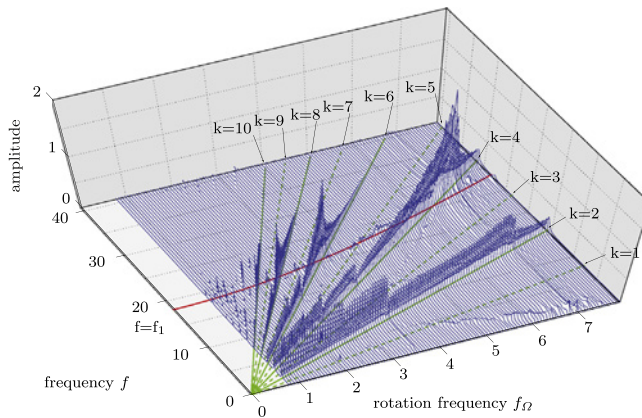 2
amplitude
1
0
40
30
20
f=f1
10
frequency f
0
0
1
2
3
4
5
6
7
rotation frequency fΩ
k=10
k=9
k=8
k=7
k=6
k=5
k=4
k=3
k=2
k=1